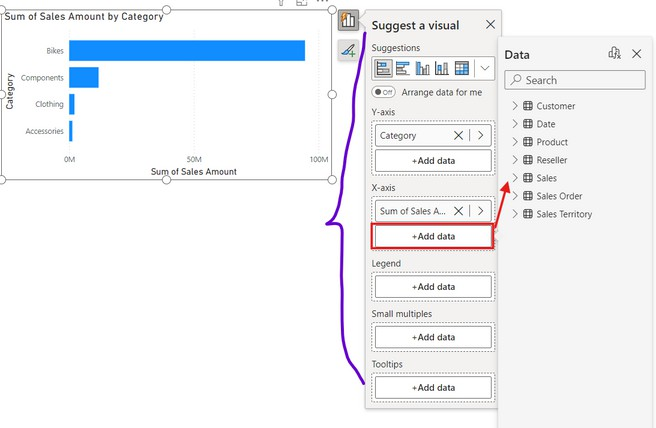 Sum of Sales Amount by Category
Category
Bikes
Components
Clothing
Accessories
0M
50M
100M
Sum of Sales Amount
Suggest a visual
Suggestions
Off
Arrange data for me
Y-axis
Category
+Add data
X-axis
Sum of Sales A...
+Add data
Legend
+Add data
Small multiples
+Add data
Tooltips
+Add data
Data
Search
Customer
Date
Product
Reseller
Sales
Sales Order
Sales Territory